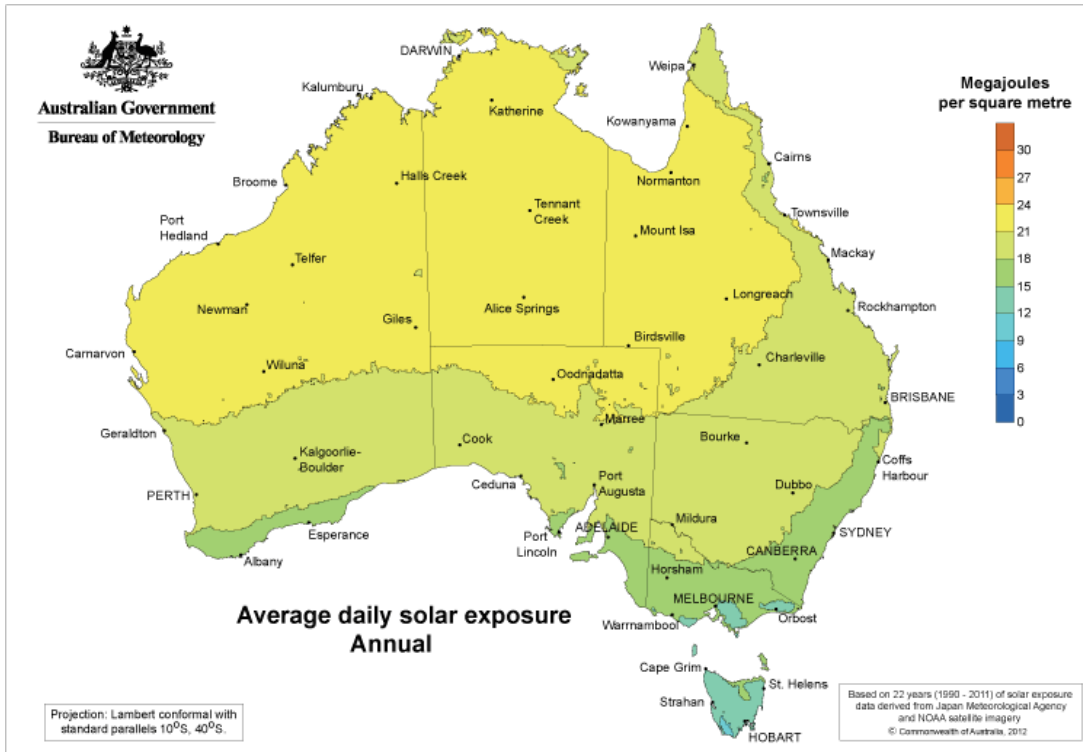 Australian Government
Bureau of Meteorology
Megajoules
per square metre
30
27
24
21
18
15
12
9
6
3
0
DARWIN
Kalumburu
Katherine
Weipa
Kowanyama
Cairns
Broome
Halls Creek
Normanton
Port
Hedland
Tennant
Creek
Townsville
Mount Isa
Telfer
Mackay
Newman
Alice Springs
Longreach
Rockhampton
Giles
Birdsville
Carnarvon
Wiluna
Oodnadatta
Charleville
BRISBANE
Geraldton
Marree
Cook
Bourke
Kalgoorlie-
Boulder
Coffs
Harbour
PERTH
Ceduna
Port
Augusta
Dubbo
Esperance
Port
Lincoln
ADELAIDE
Mildura
SYDNEY
Albany
CANBERRA
Horsham
MELBOURNE
Warrnambool
Orbost
Average daily solar exposure
Annual
Cape Grim
St. Helens
Strahan
HOBART
Projection: Lambert conformal with
standard parallels 10°S, 40°S.
Based on 22 years (1990 - 2011) of solar exposure
data derived from Japan Meteorological Agency
and NOAA satellite imagery
© Commonwealth of Australia, 2012